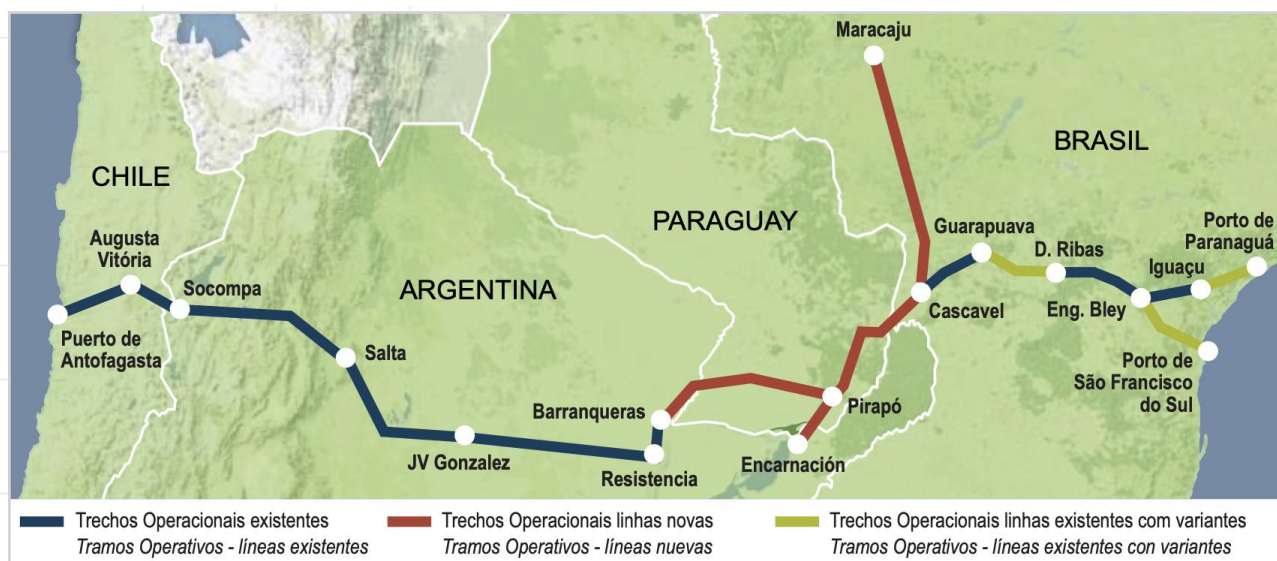 Maracaju
BRASIL
CHILE
PARAGUAY
Guarapuava
D. Ribas
Porto de
Paranaguá
Iguaçu
Augusta
Vitória
Socompa
ARGENTINA
Cascavel
Eng. Bley
Puerto de
Antofagasta
Salta
Porto de
São Francisco
do Sul
Barranqueras
Pirapó
JV Gonzalez
Resistencia
Encarnación
Trechos Operacionais existentes
Tramos Operativos - líneas existentes
Trechos Operacionais linhas novas
Tramos Operativos - líneas nuevas
Trechos Operacionais linhas existentes com variantes
Tramos Operativos - líneas existentes con variantes